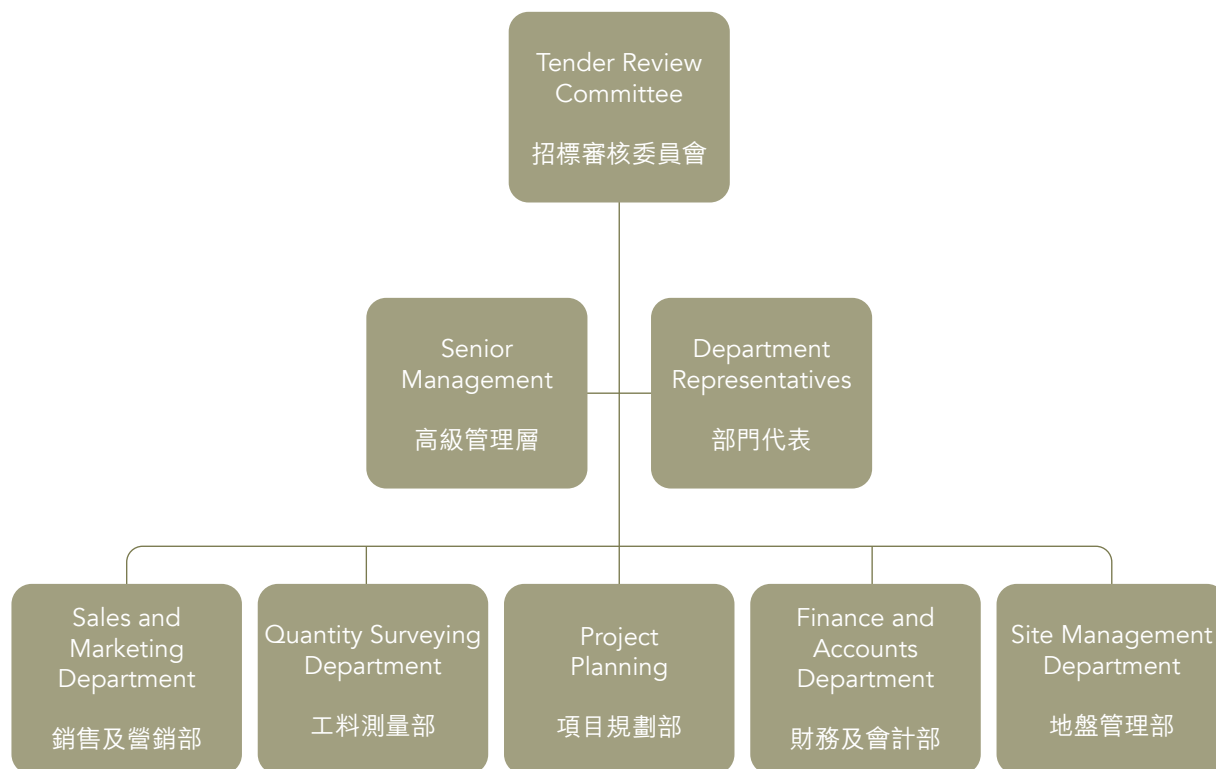 Tender Review
Committee
招標審核委員會
Senior
Management
高級管理層
Department
Representatives
部門代表
Sales and
Marketing
Department
銷售及營銷部
Quantity Surveying
Department
工料測量部
Project
Planning
項目規劃部
Finance and
Accounts
Department
財務及會計部
Site Management
Department
地盤管理部